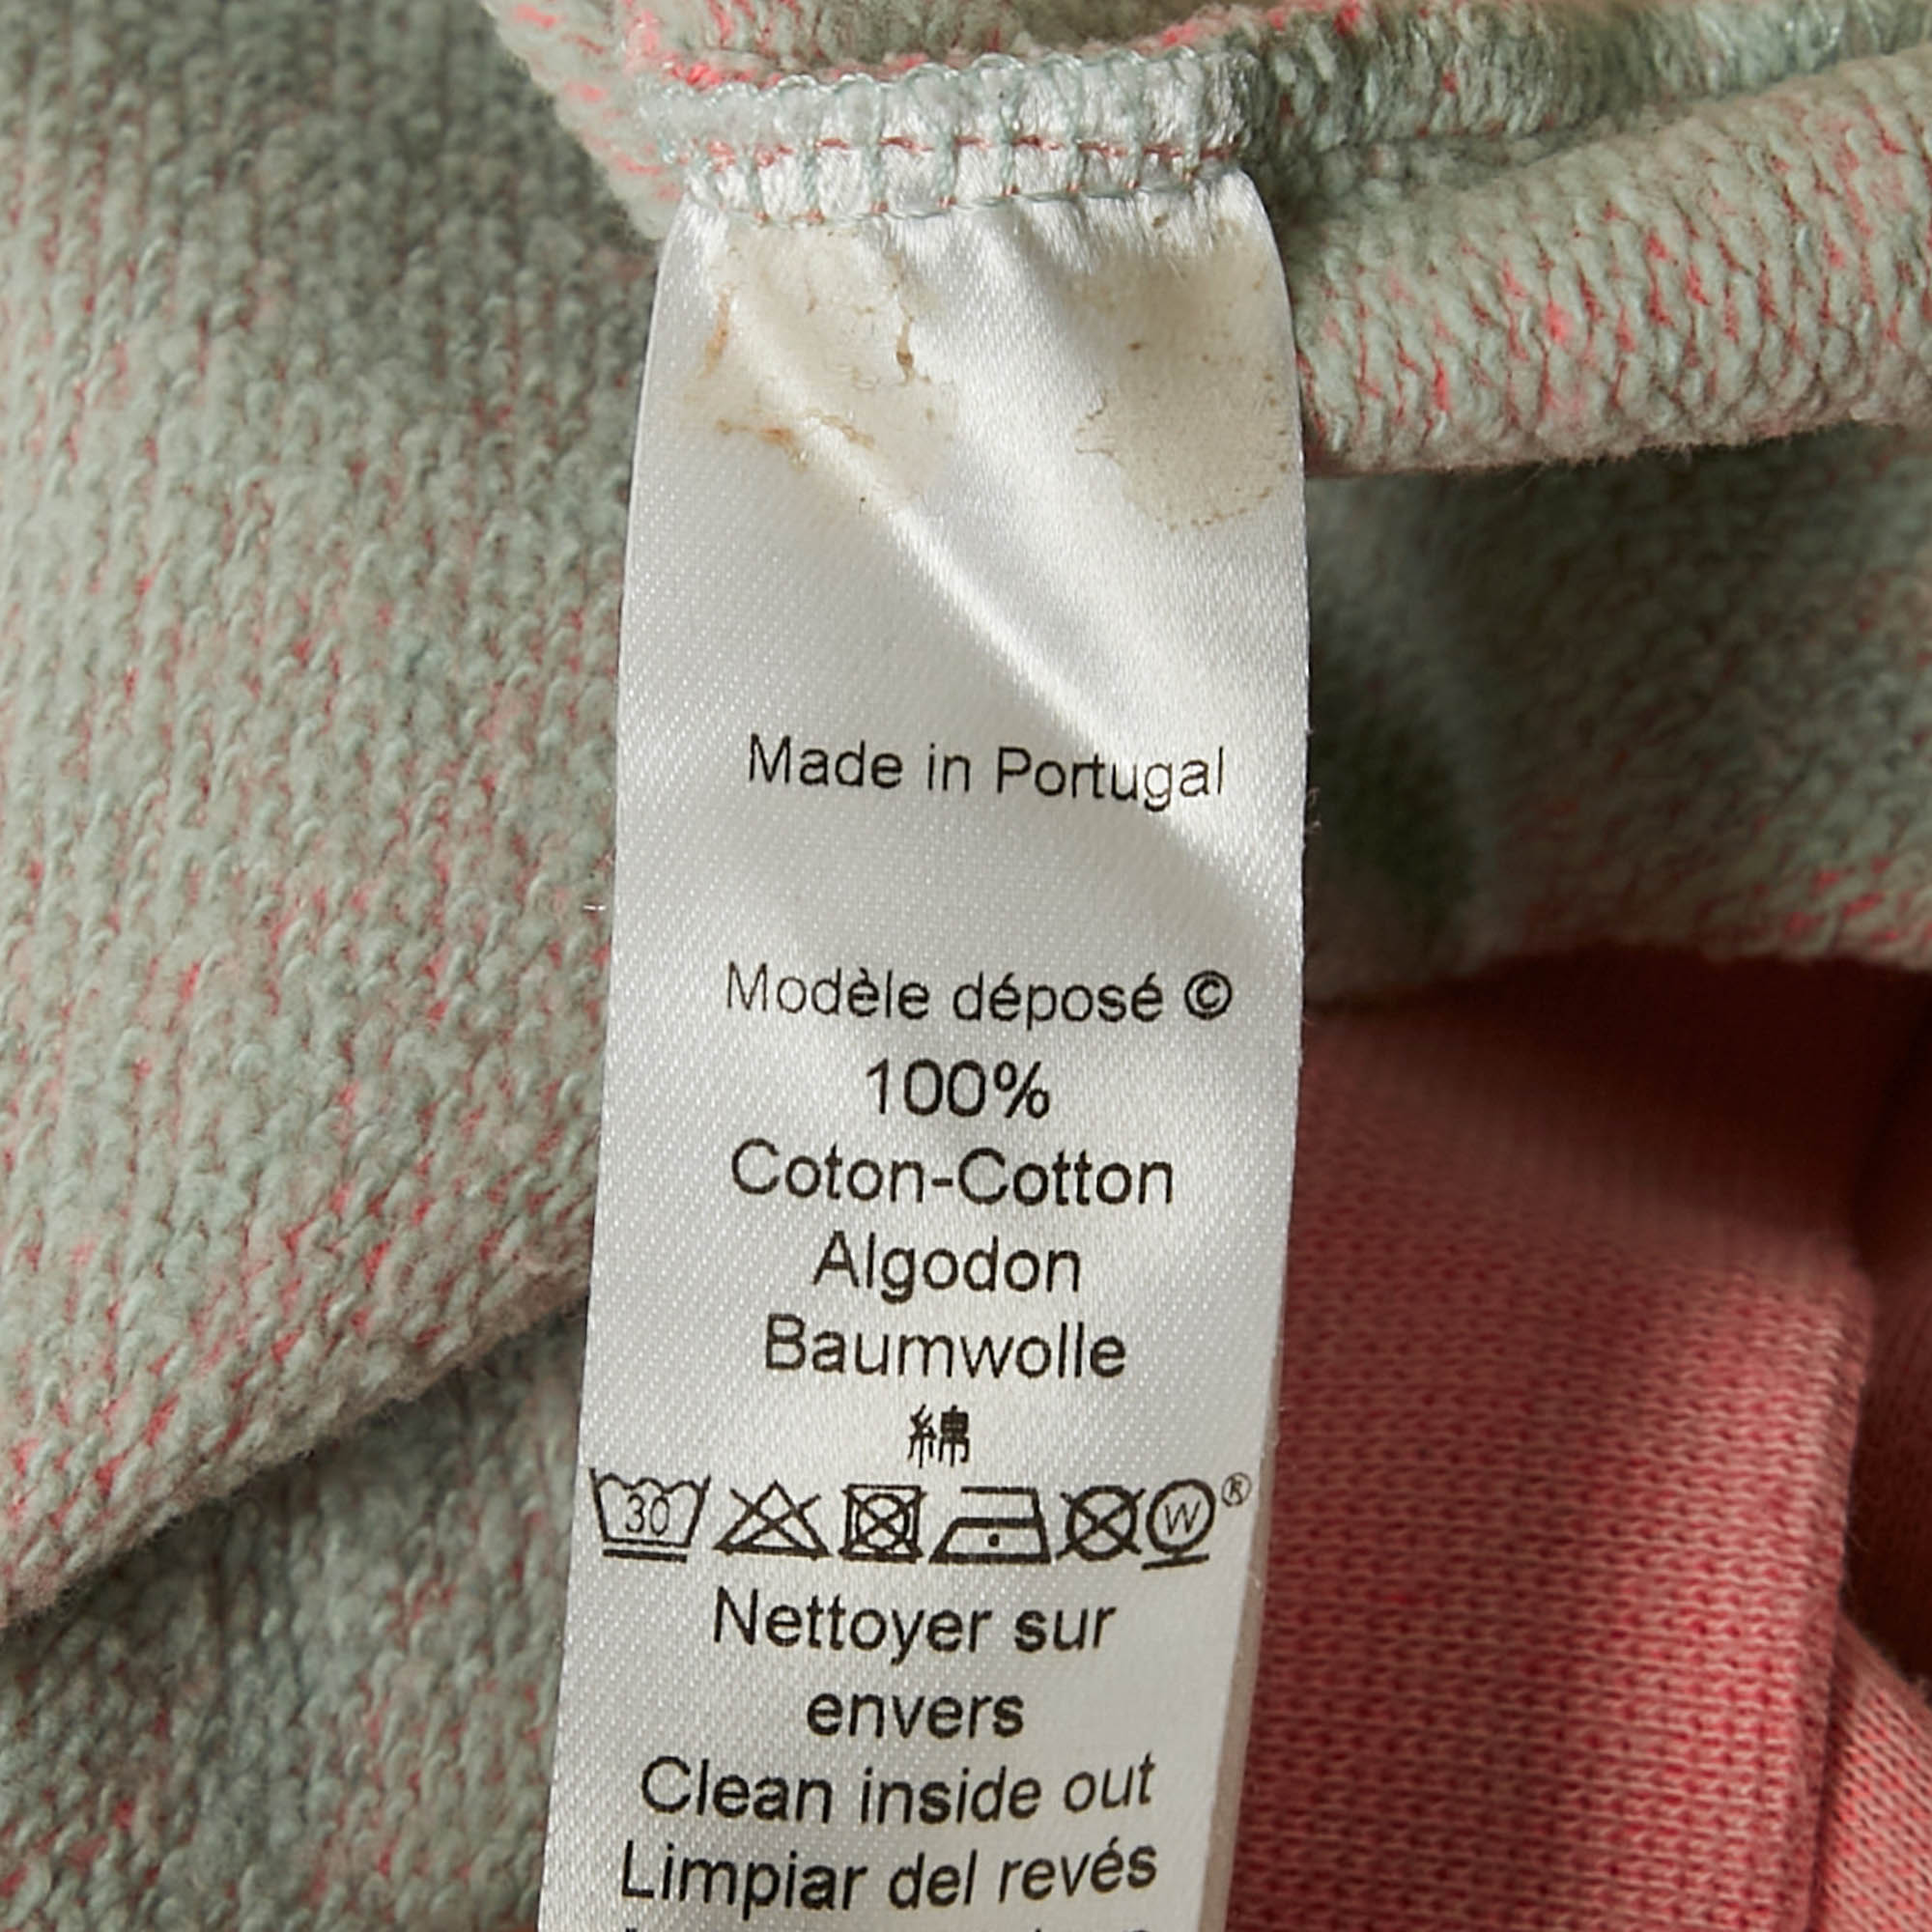 Made in Portugal
Modèle déposé ©
100%
Coton-Cotton
Algodon
Baumwolle
綿
30 W ®
Nettoyer sur
envers
Clean inside out
Limpiar del revés